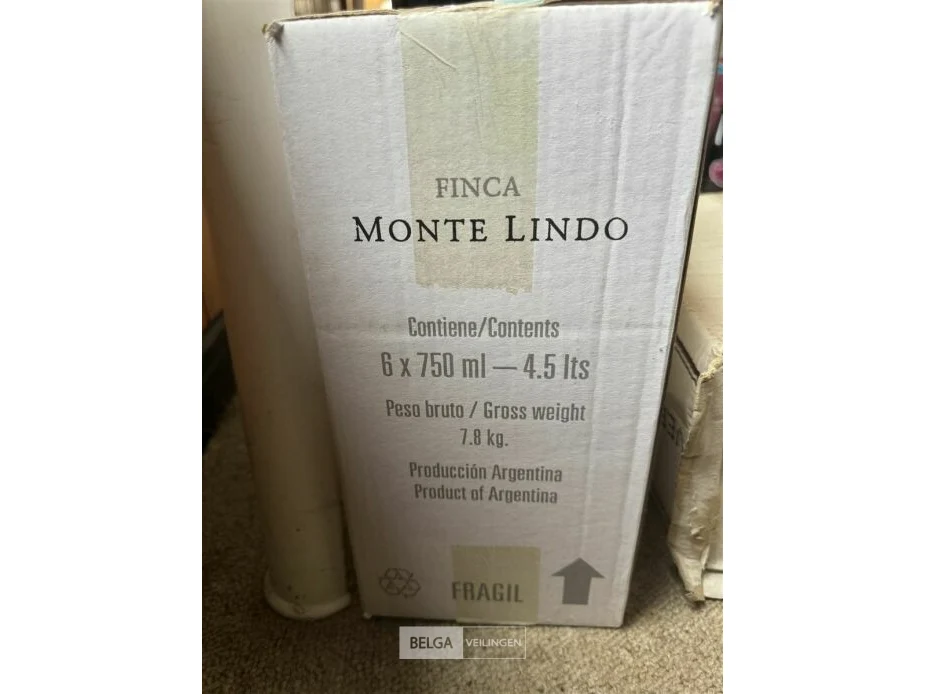 FINCA
MONTE LINDO
Contiene/Contents
6 x 750 ml — 4.5 lts
Peso bruto / Gross weight
7.8 kg.
Producción Argentina
Product of Argentina
FRAGIL
BELGA VEILINGEN